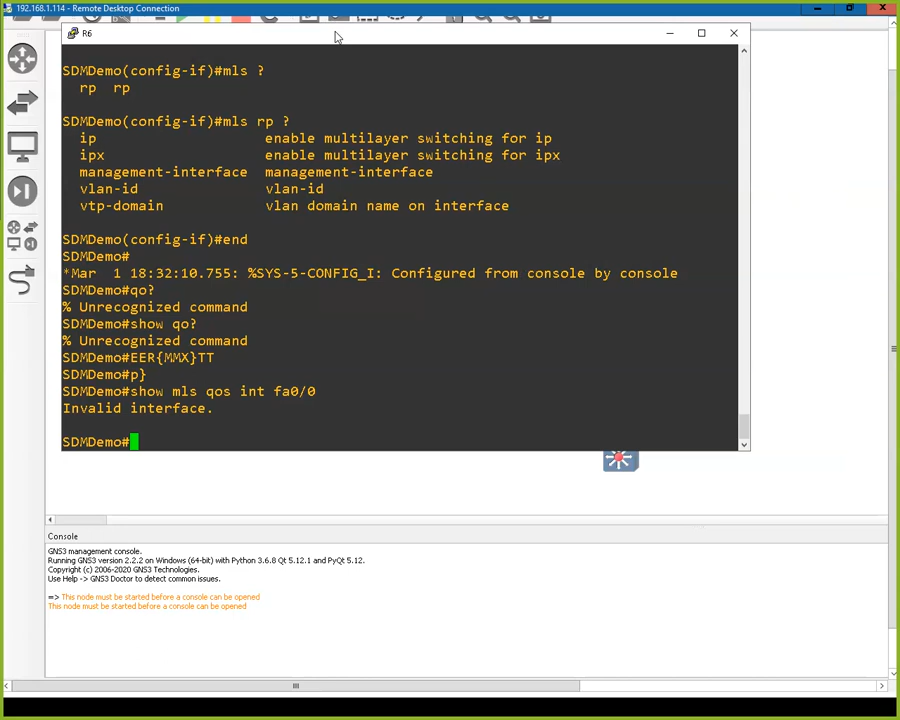 192.168.1.114 - Remote Desktop Connection
R6
SDMDemo(config-if)#mls ?
rp rp
SDMDemo(config-if)#mls rp ?
ip enable multilayer switching for ip
ipx enable multilayer switching for ipx
management-interface management-interface
vlan-id vlan-id
vtp-domain vlan domain name on interface
SDMDemo(config-if)#end
SDMDemo#
*Mar 1 18:32:10.755: %SYS-5-CONFIG_I: Configured from console by console
SDMDemo#qo?
% Unrecognized command
SDMDemo#show qo?
% Unrecognized command
SDMDemo#EER{MMX}TT
SDMDemo#p}
SDMDemo#show mls qos int fa0/0
Invalid interface.
SDMDemo#
Console
GNS3 management console.
Running GNS3 version 2.2.2 on Windows (64-bit) with Python 3.6.8 Qt 5.12.1 and PyQt 5.12.
Copyright (c) 2006-2020 GNS3 Technologies.
Use Help -> GNS3 Doctor to detect common issues.
=> This node must be started before a console can be opened
This node must be started before a console can be opened